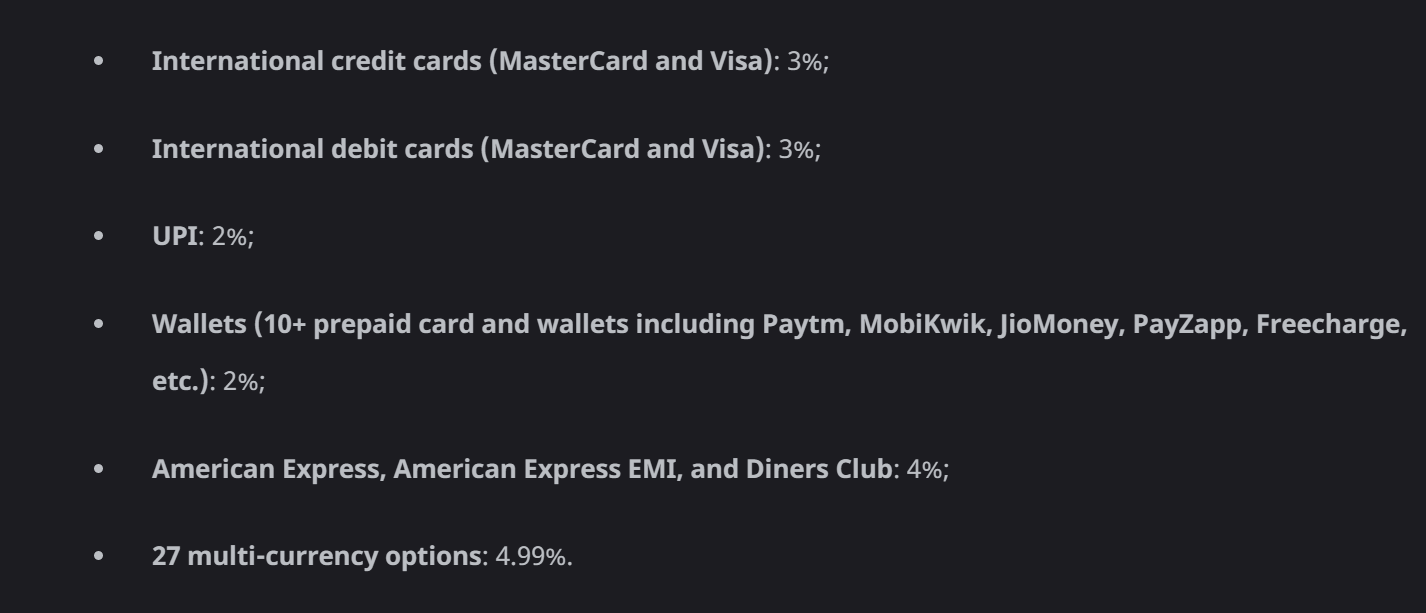 • International credit cards (MasterCard and Visa): 3%;
• International debit cards (MasterCard and Visa): 3%;
• UPI: 2%;
• Wallets (10+ prepaid card and wallets including Paytm, MobiKwik, JioMoney, PayZapp, Freecharge,
etc.): 2%;
• American Express, American Express EMI, and Diners Club: 4%;
• 27 multi-currency options: 4.99%.